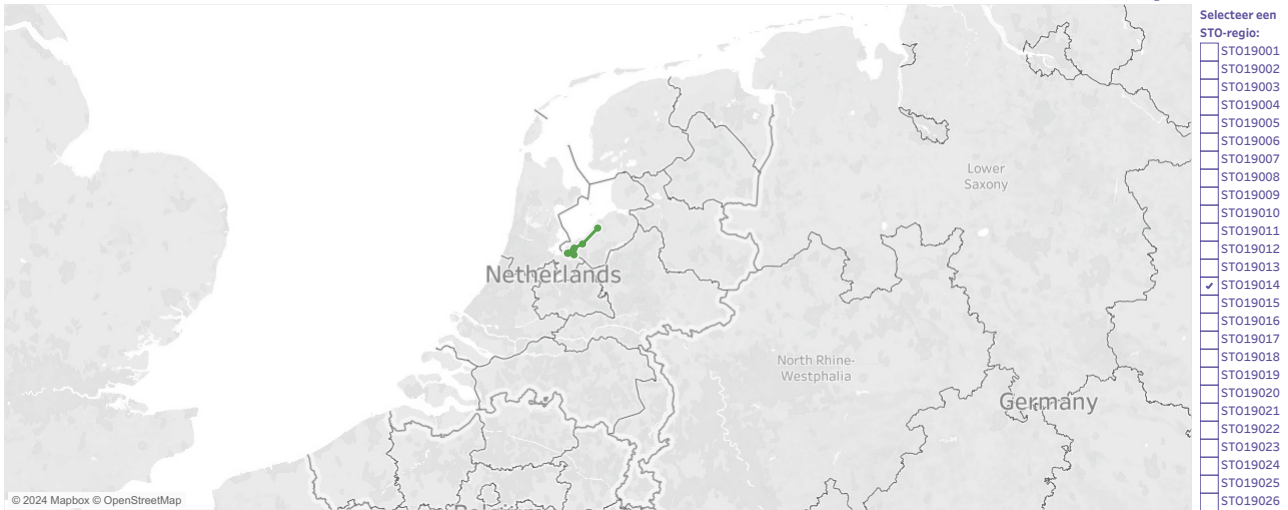 Selecteer een
STO-regio:
STO19001
STO19002
STO19003
STO19004
STO19005
STO19006
STO19007
STO19008
STO19009
STO19010
STO19011
STO19012
STO19013
STO19014
STO19015
STO19016
STO19017
STO19018
STO19019
STO19020
STO19021
STO19022
STO19023
STO19024
STO19025
STO19026
Lower
Saxony
Netherlands
North Rhine-
Westphalia
Germany
© 2024 Mapbox © OpenStreetMap